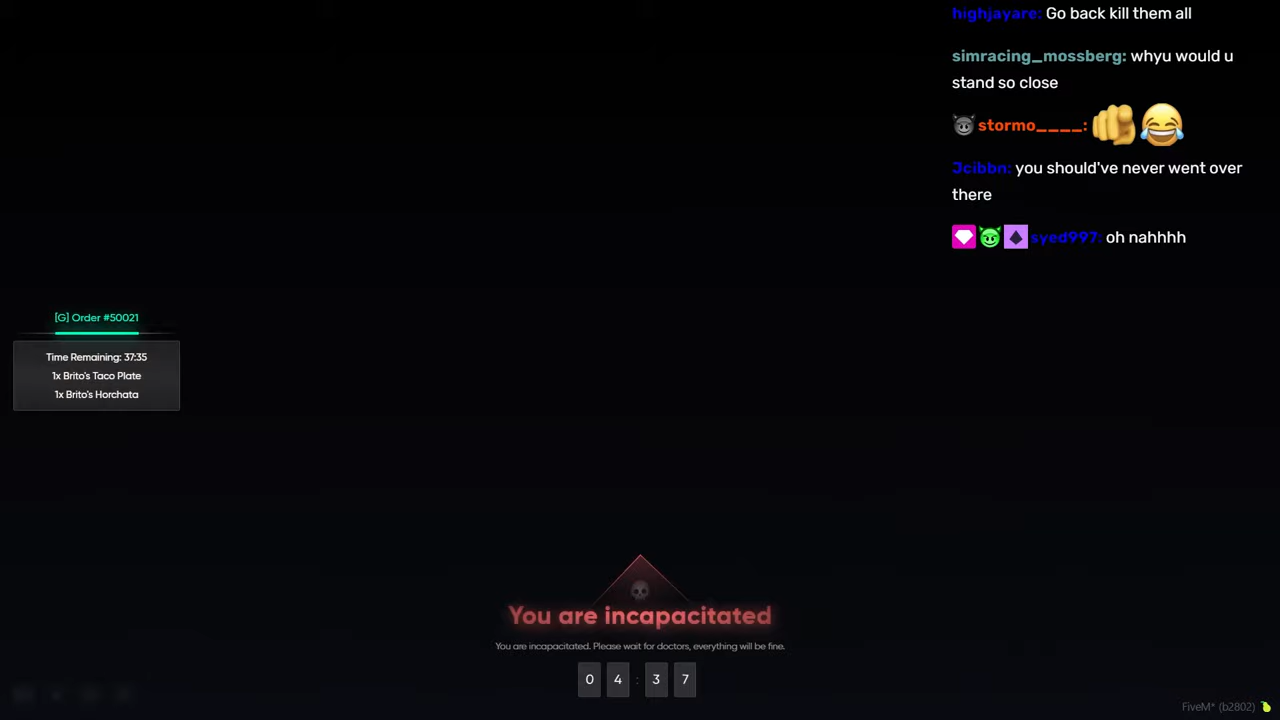 highjayare: Go back kill them all
simracing_mossberg: whyu would u
stand so close
stormo____:
Jcibbn: you should've never went over
there
syed997: oh nahhhh
[G] Order #50021
Time Remaining: 37:35
1x Brito's Taco Plate
1x Brito's Horchata
You are incapacitated
You are incapacitated. Please wait for doctors, everything will be fine.
0 4 : 3 7
FiveM* (b2802)